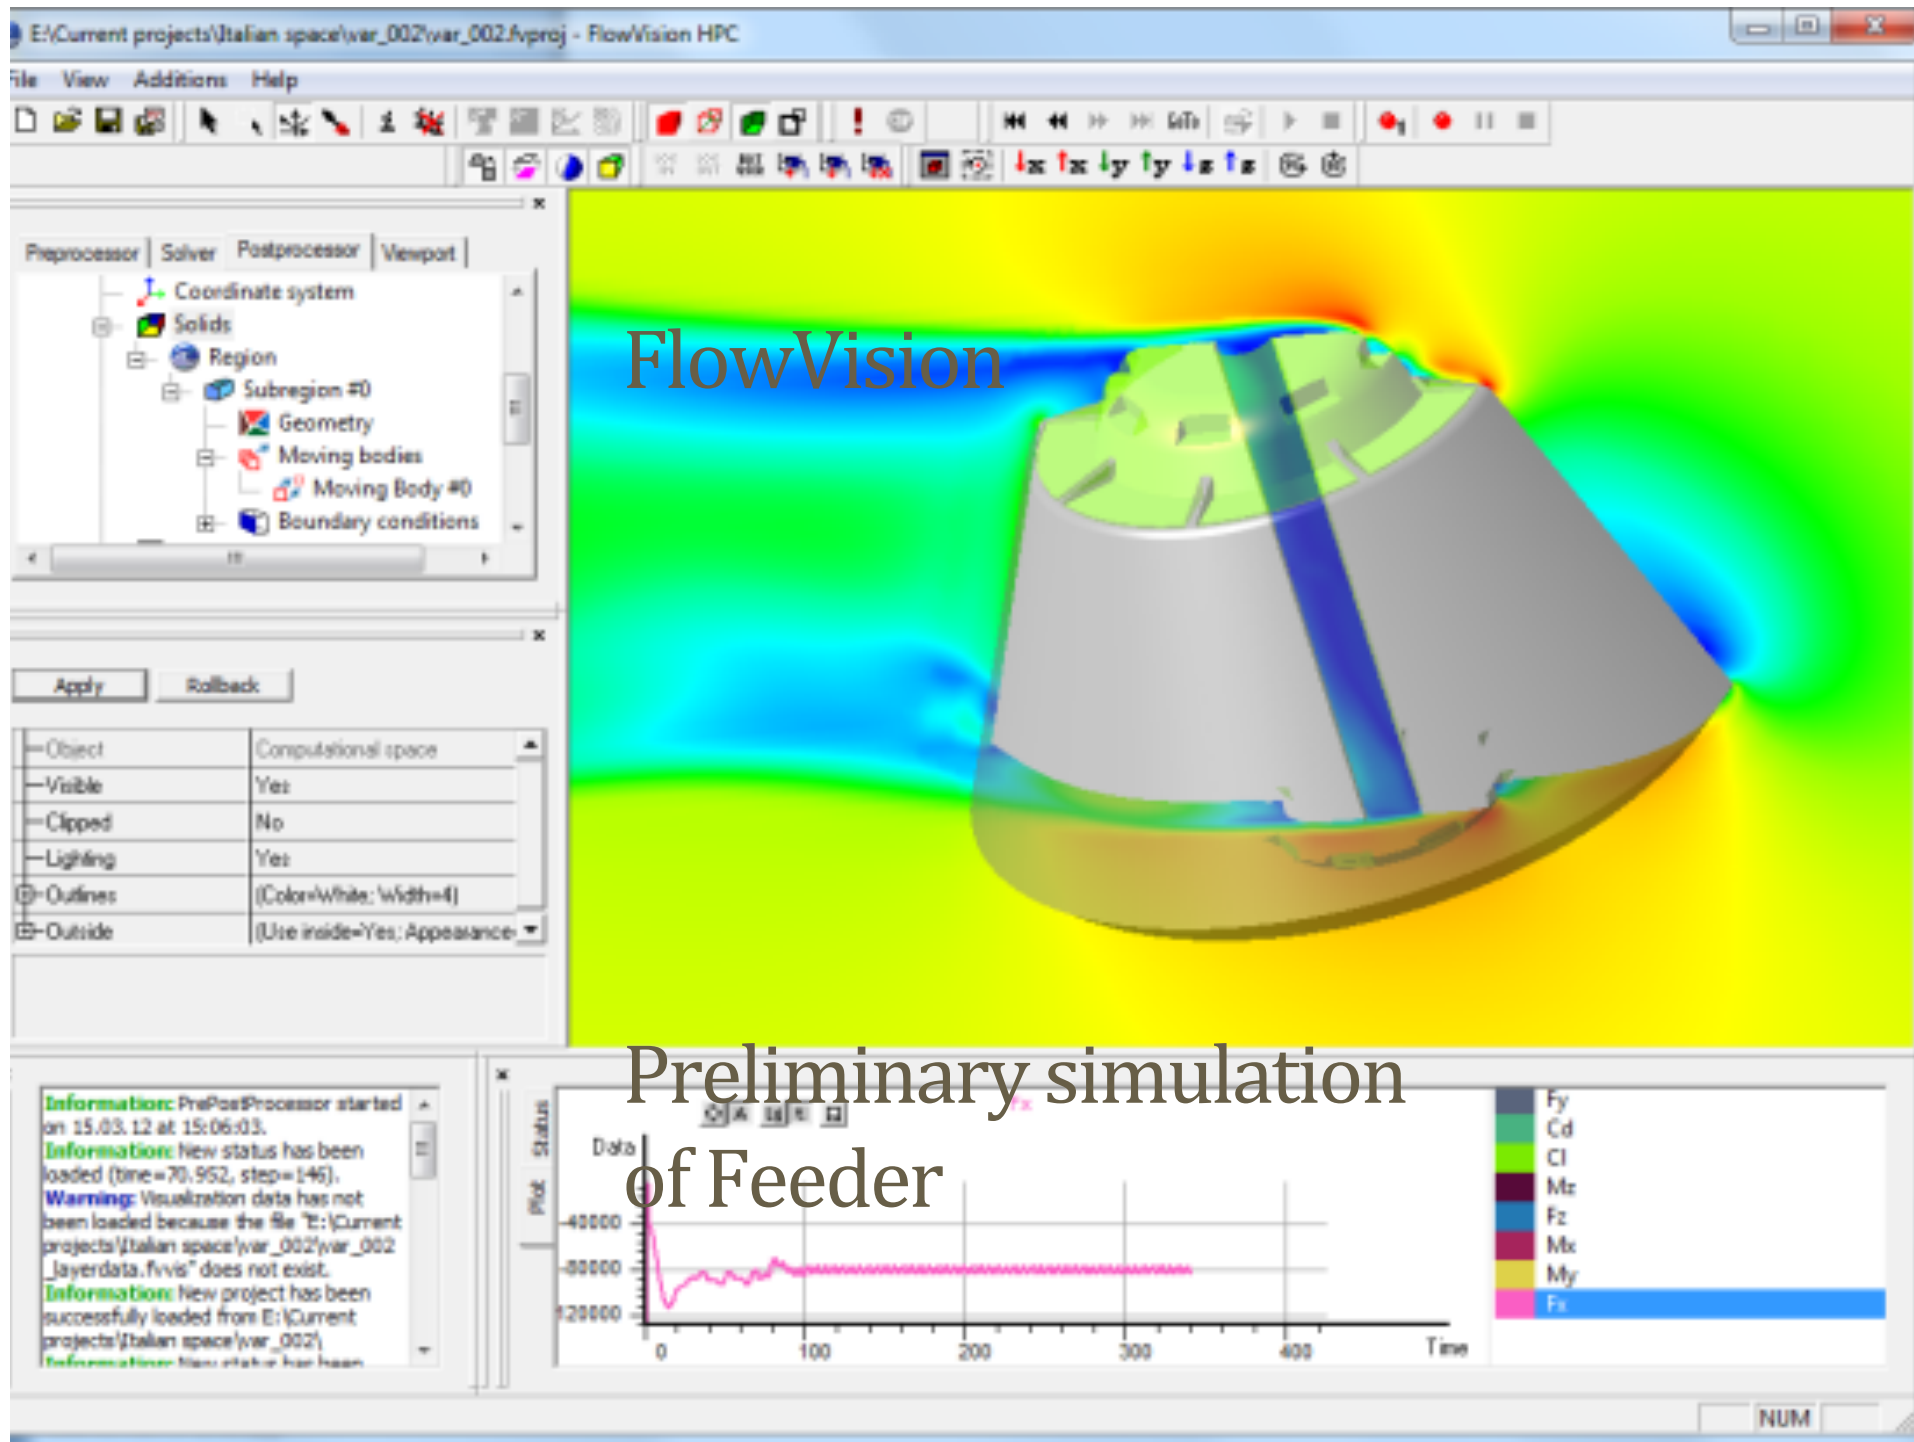 E:\Current projects\Italian space\var_002\var_002.fvproj - FlowVision HPC
File View Additions Help
GoTo
x x y y z z
Preprocessor Solver Postprocessor Viewport
Coordinate system
Solids
Region
Subregion #0
Geometry
Moving bodies
Moving Body #0
Boundary conditions
FlowVision
Apply Rollback
Object Computational space
Visible Yes
Clipped No
Lighting Yes
Outlines (Color=White; Width=4)
Outside (Use inside=Yes; Appearance=
Preliminary simulation
of Feeder
Information: PrePostProcessor started
on 15.03.12 at 15:06:03.
Information: New status has been
loaded (time=70.952, step=146).
Warning: Visualization data has not
been loaded because the file "E:\Current
projects\Italian space\var_002\var_002
_layerdata.fvvis" does not exist.
Information: New project has been
successfully loaded from E:\Current
projects\Italian space\var_002\
Information: New status has been
Status
Plot
Fx
Data
-40000
-80000
120000
0 100 200 300 400 Time
Fy
Cd
Cl
Mz
Fz
Mx
My
Fx
NUM